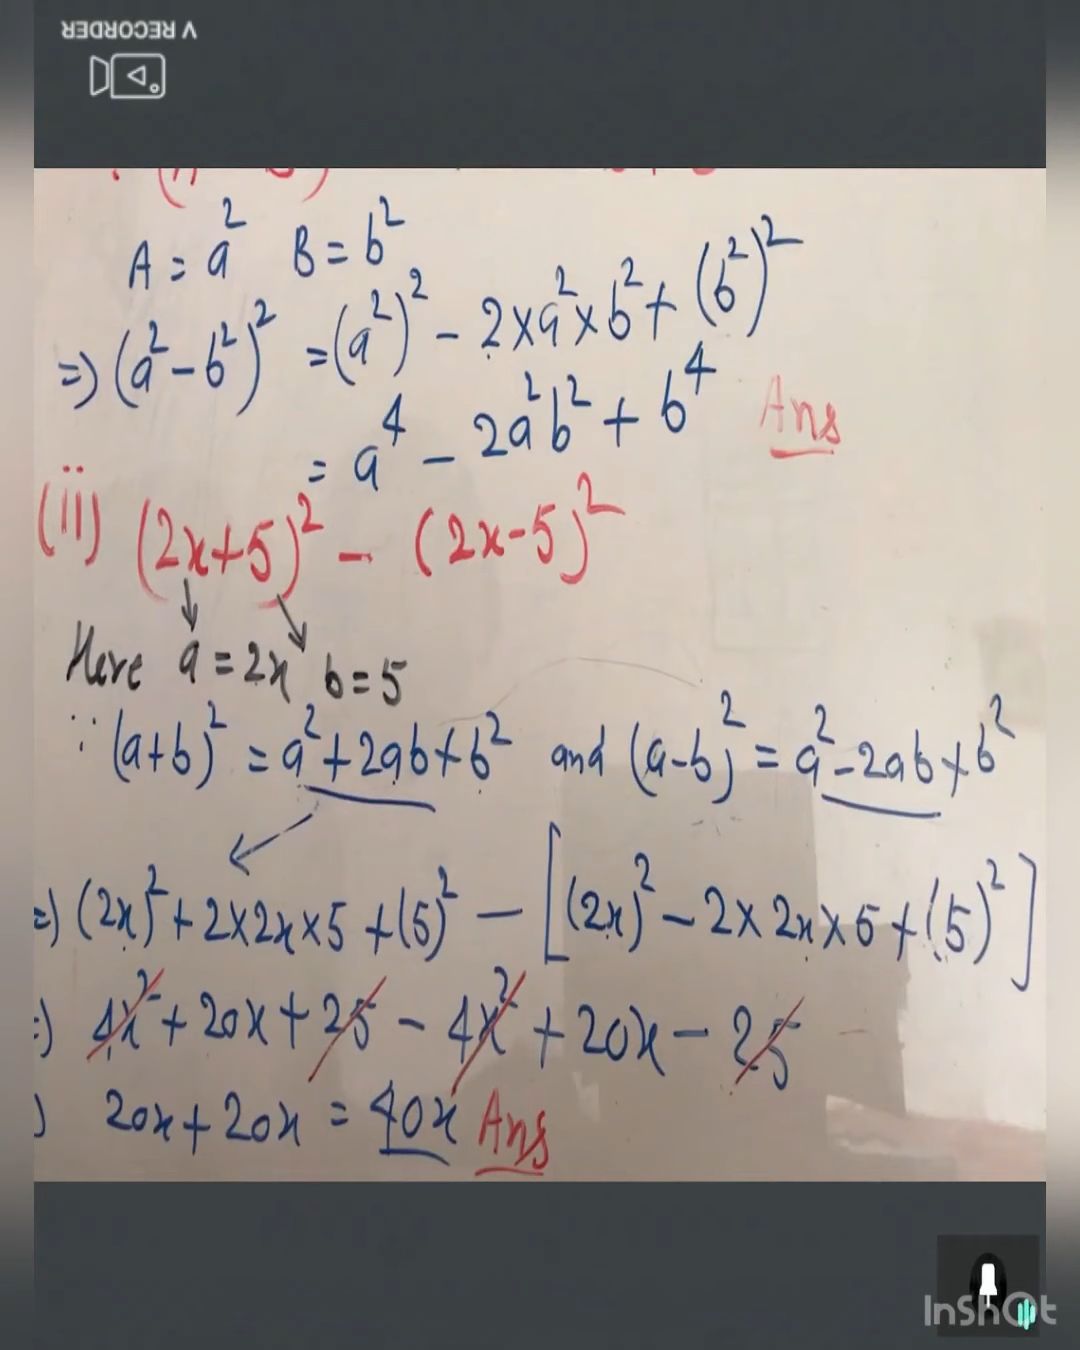 V RECORDER
A = a² B = b²
=) (a² - b²)² = (a²)² - 2×a²×b² + (b²)²
= a⁴ - 2a²b² + b⁴ Ans
(ii) (2x+5)² - (2x-5)²
Here a = 2x b = 5
∵ (a+b)² = a² + 2ab + b² and (a-b)² = a² - 2ab + b²
=) (2x)² + 2×2x×5 + (5)² - [(2x)² - 2×2x×5 + (5)²]
=) 4x² + 20x + 25 - 4x² + 20x - 25
) 20x + 20x = 40x Ans
InShOt